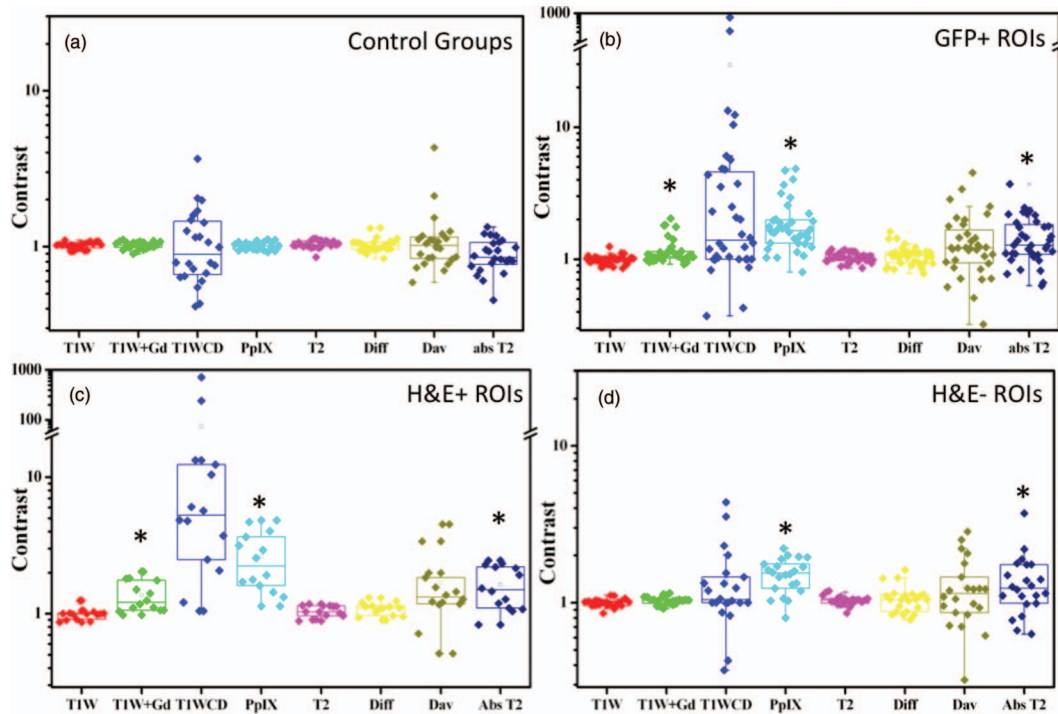 (a)
Control Groups
10
1
Contrast
T1W T1W+Gd T1WCD PpIX T2 Diff Dav abs T2
(b)
GFP+ ROIs
1000
10
1
Contrast
*
*
*
T1W T1W+Gd T1WCD PpIX T2 Diff Dav abs T2
(c)
H&E+ ROIs
1000
100
10
1
Contrast
*
*
*
T1W T1W+Gd T1WCD PpIX T2 Diff Dav Abs T2
(d)
H&E- ROIs
10
1
Contrast
*
*
T1W T1W+Gd T1WCD PpIX T2 Diff Dav Abs T2